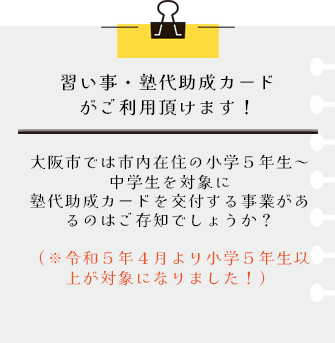 習い事・塾代助成カード
がご利用頂けます！
大阪市では市内在住の小学５年生～
中学生を対象に
塾代助成カードを交付する事業があ
るのはご存知でしょうか？
（※令和５年４月より小学５年生以
上が対象になりました！）